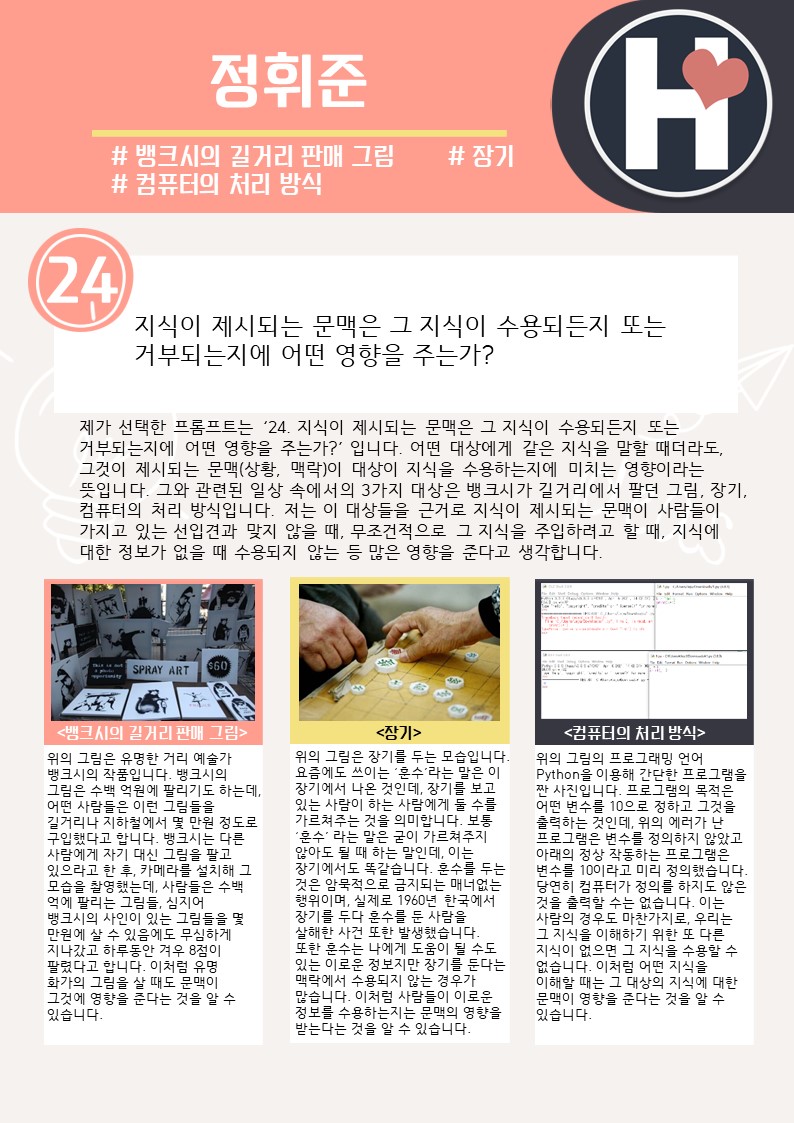 정휘준
H
# 뱅크시의 길거리 판매 그림 # 장기
# 컴퓨터의 처리 방식
24
지식이 제시되는 문맥은 그 지식이 수용되든지 또는
거부되는지에 어떤 영향을 주는가?
제가 선택한 프롬프트는 ‘24. 지식이 제시되는 문맥은 그 지식이 수용되든지 또는
거부되는지에 어떤 영향을 주는가?’ 입니다. 어떤 대상에게 같은 지식을 말할 때더라도,
그것이 제시되는 문맥(상황, 맥락)이 대상이 지식을 수용하는지에 미치는 영향이라는
뜻입니다. 그와 관련된 일상 속에서의 3가지 대상은 뱅크시가 길거리에서 팔던 그림, 장기,
컴퓨터의 처리 방식입니다. 저는 이 대상들을 근거로 지식이 제시되는 문맥이 사람들이
가지고 있는 선입견과 맞지 않을 때, 무조건적으로 그 지식을 주입하려고 할 때, 지식에
대한 정보가 없을 때 수용되지 않는 등 많은 영향을 준다고 생각합니다.
This is not a photo opportunity
SPRAY ART
$60
<뱅크시의 길거리 판매 그림>
위의 그림은 유명한 거리 예술가
뱅크시의 작품입니다. 뱅크시의
그림은 수백 억원에 팔리기도 하는데,
어떤 사람들은 이런 그림들을
길거리나 지하철에서 몇 만원 정도로
구입했다고 합니다. 뱅크시는 다른
사람에게 자기 대신 그림을 팔고
있으라고 한 후, 카메라를 설치해 그
모습을 촬영했는데, 사람들은 수백
억에 팔리는 그림들, 심지어
뱅크시의 사인이 있는 그림들을 몇
만원에 살 수 있음에도 무심하게
지나갔고 하루동안 겨우 8점이
팔렸다고 합니다. 이처럼 유명
화가의 그림을 살 때도 문맥이
그것에 영향을 준다는 것을 알 수
있습니다.
<장기>
위의 그림은 장기를 두는 모습입니다.
요즘에도 쓰이는 ‘훈수’라는 말은 이
장기에서 나온 것인데, 장기를 보고
있는 사람이 하는 사람에게 둘 수를
가르쳐주는 것을 의미합니다. 보통
‘훈수’ 라는 말은 굳이 가르쳐주지
않아도 될 때 하는 말인데, 이는
장기에서도 똑같습니다. 훈수를 두는
것은 암묵적으로 금지되는 매너없는
행위이며, 실제로 1960년 한국에서
장기를 두다 훈수를 둔 사람을
살해한 사건 또한 발생했습니다.
또한 훈수는 나에게 도움이 될 수도
있는 이로운 정보지만 장기를 둔다는
맥락에서 수용되지 않는 경우가
많습니다. 이처럼 사람들이 이로운
정보를 수용하는지는 문맥의 영향을
받는다는 것을 알 수 있습니다.
<컴퓨터의 처리 방식>
위의 그림의 프로그래밍 언어
Python을 이용해 간단한 프로그램을
짠 사진입니다. 프로그램의 목적은
어떤 변수를 10으로 정하고 그것을
출력하는 것인데, 위의 에러가 난
프로그램은 변수를 정의하지 않았고
아래의 정상 작동하는 프로그램은
변수를 10이라고 미리 정의했습니다.
당연히 컴퓨터가 정의를 하지도 않은
것을 출력할 수는 없습니다. 이는
사람의 경우도 마찬가지로, 우리는
그 지식을 이해하기 위한 또 다른
지식이 없으면 그 지식을 수용할 수
없습니다. 이처럼 어떤 지식을
이해할 때는 그 대상의 지식에 대한
문맥이 영향을 준다는 것을 알 수
있습니다.